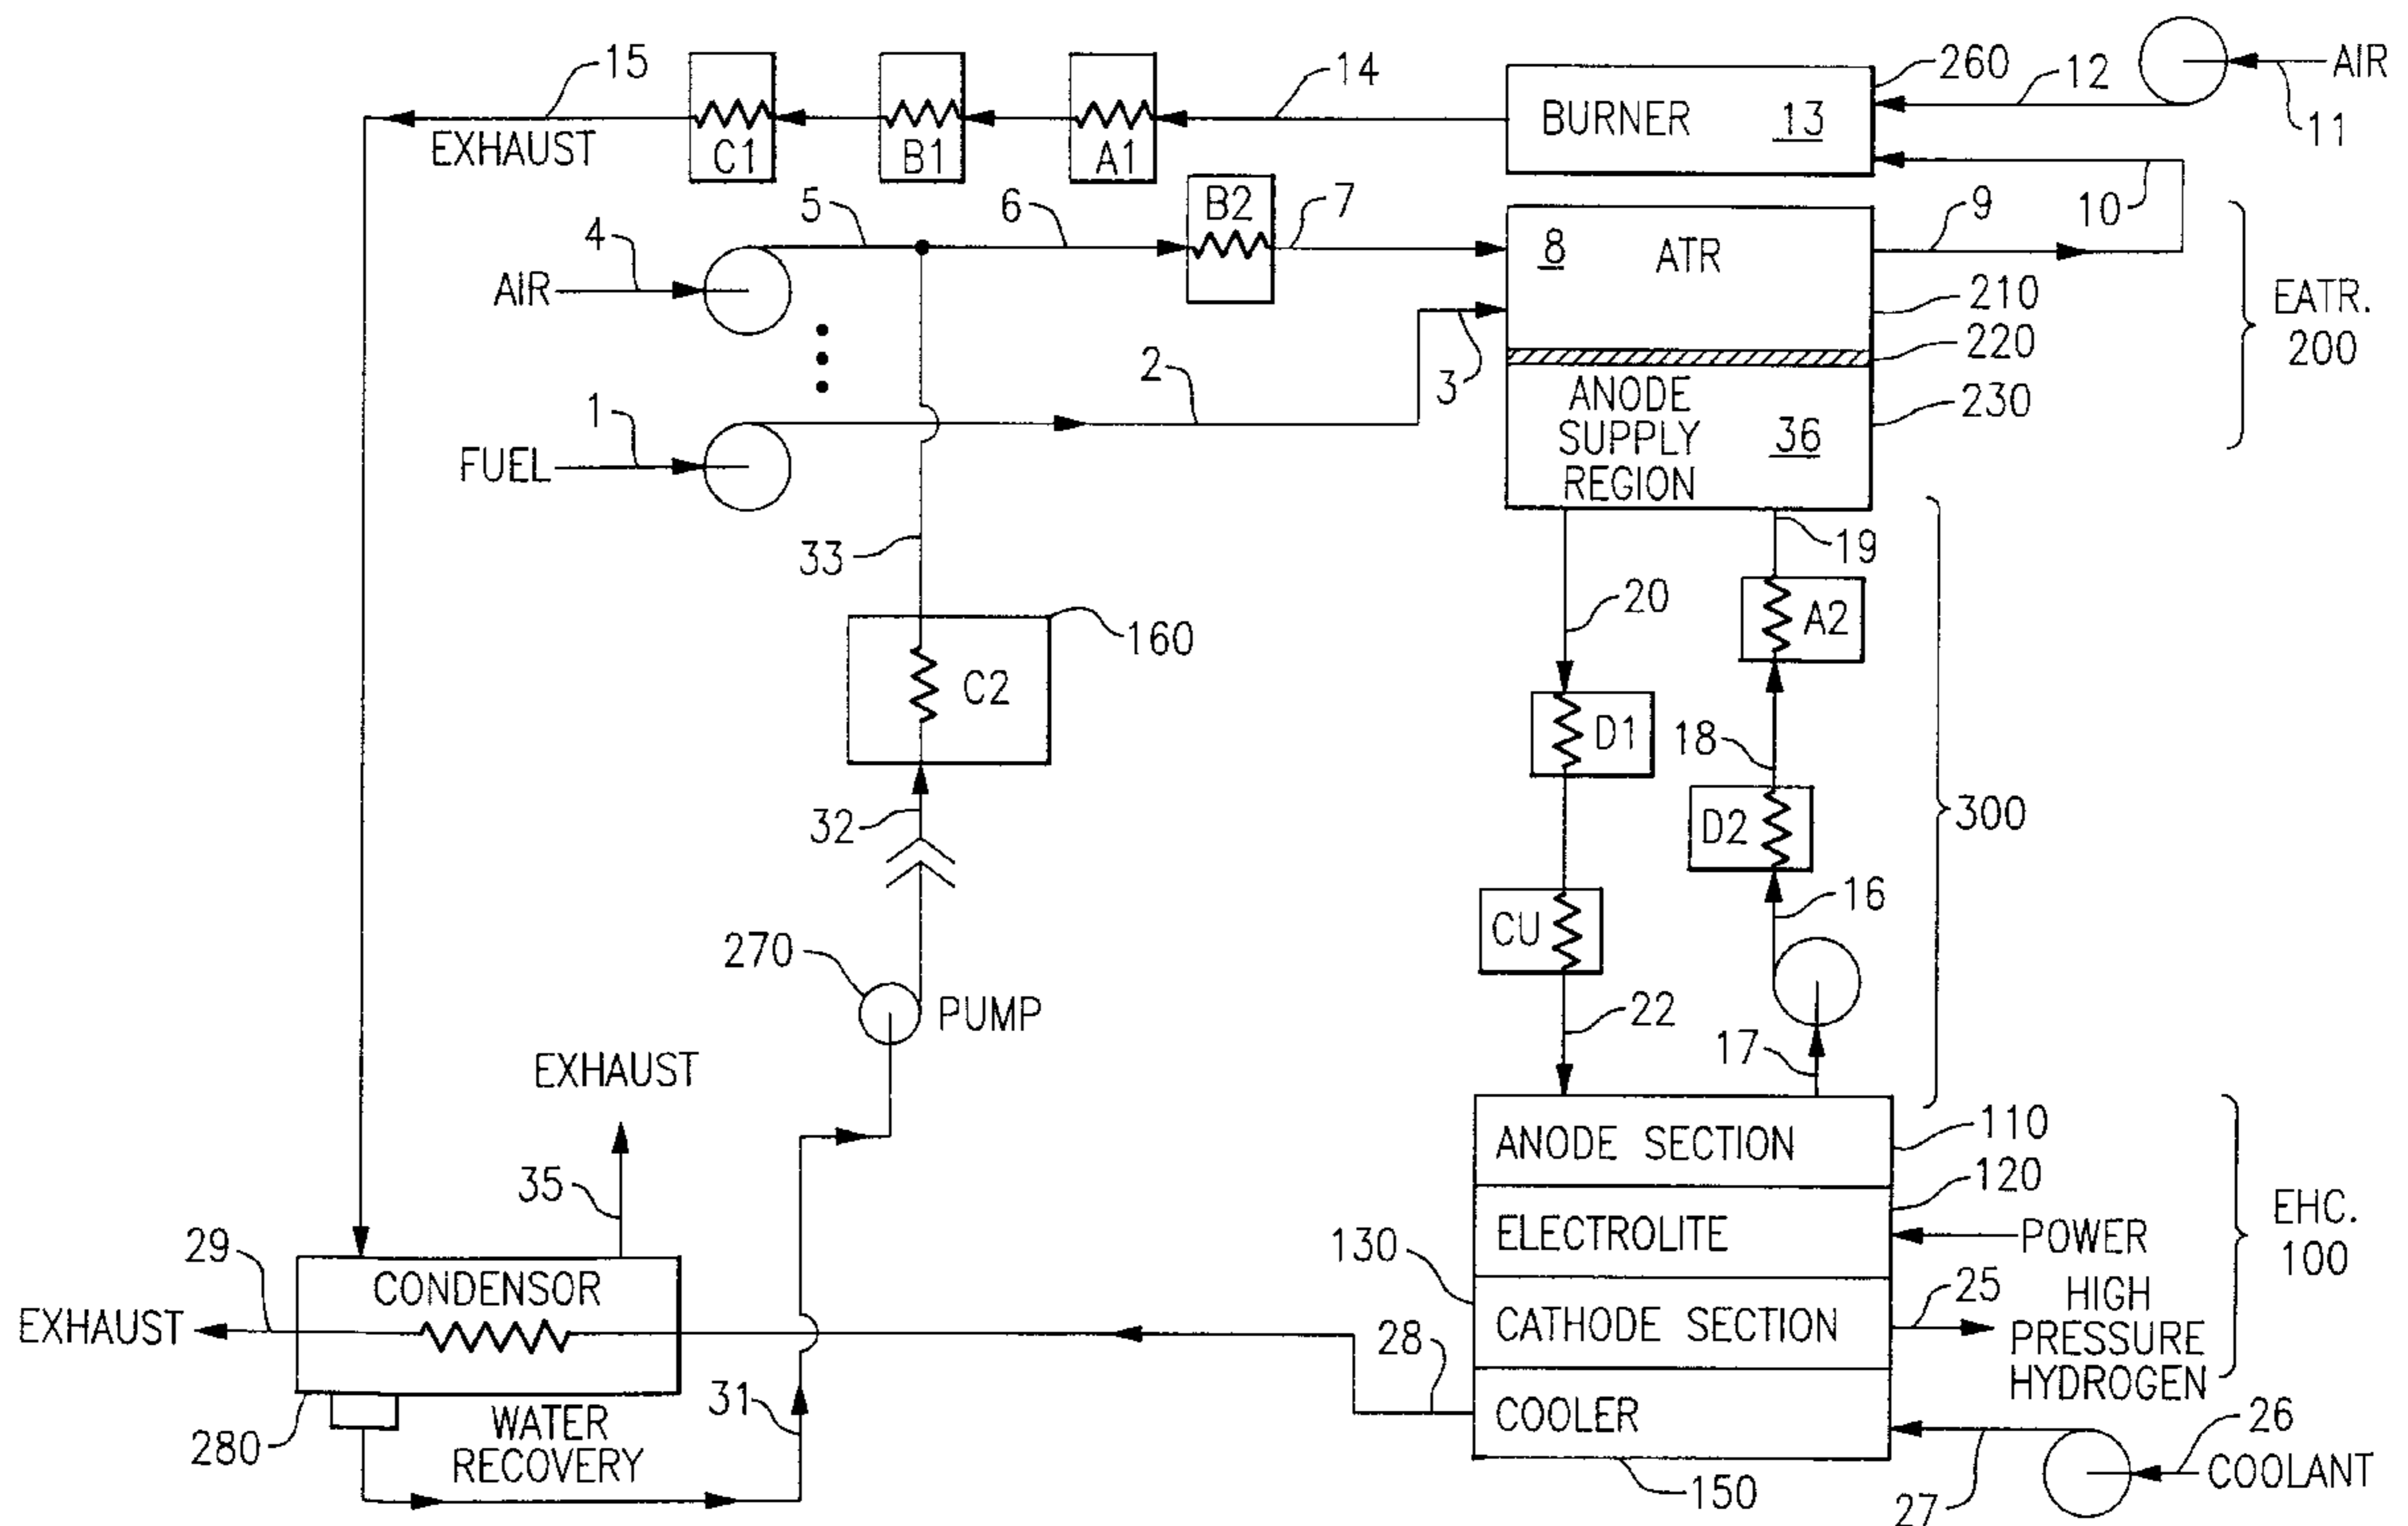 15
EXHAUST
C1
B1
A1
14
BURNER 13
260
12
AIR
11
4
AIR
5
6
B2
7
8 ATR
9
10
210
220
230
EATR.
200
1
FUEL
2
3
ANODE
SUPPLY
REGION
36
33
160
C2
32
20
19
A2
D1
18
D2
300
CU
16
22
17
270
PUMP
EXHAUST
35
29
EXHAUST
CONDENSOR
280
WATER
RECOVERY
31
28
ANODE SECTION
110
ELECTROLITE
120
POWER
130
CATHODE SECTION
25
HIGH
PRESSURE
HYDROGEN
EHC.
100
COOLER
150
27
26
COOLANT